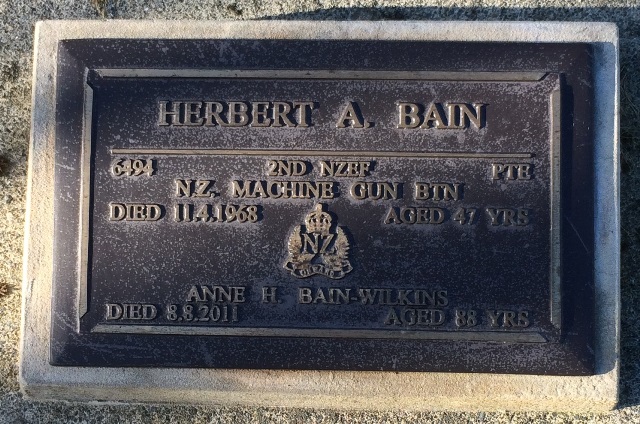 HERBERT A. BAIN
6494 2ND NZEF PTE
N.Z. MACHINE GUN BTN
DIED 11.4.1968 AGED 47 YRS
NZ
ANNE H. BAIN-WILKINS
DIED 8.8.2011 AGED 88 YRS